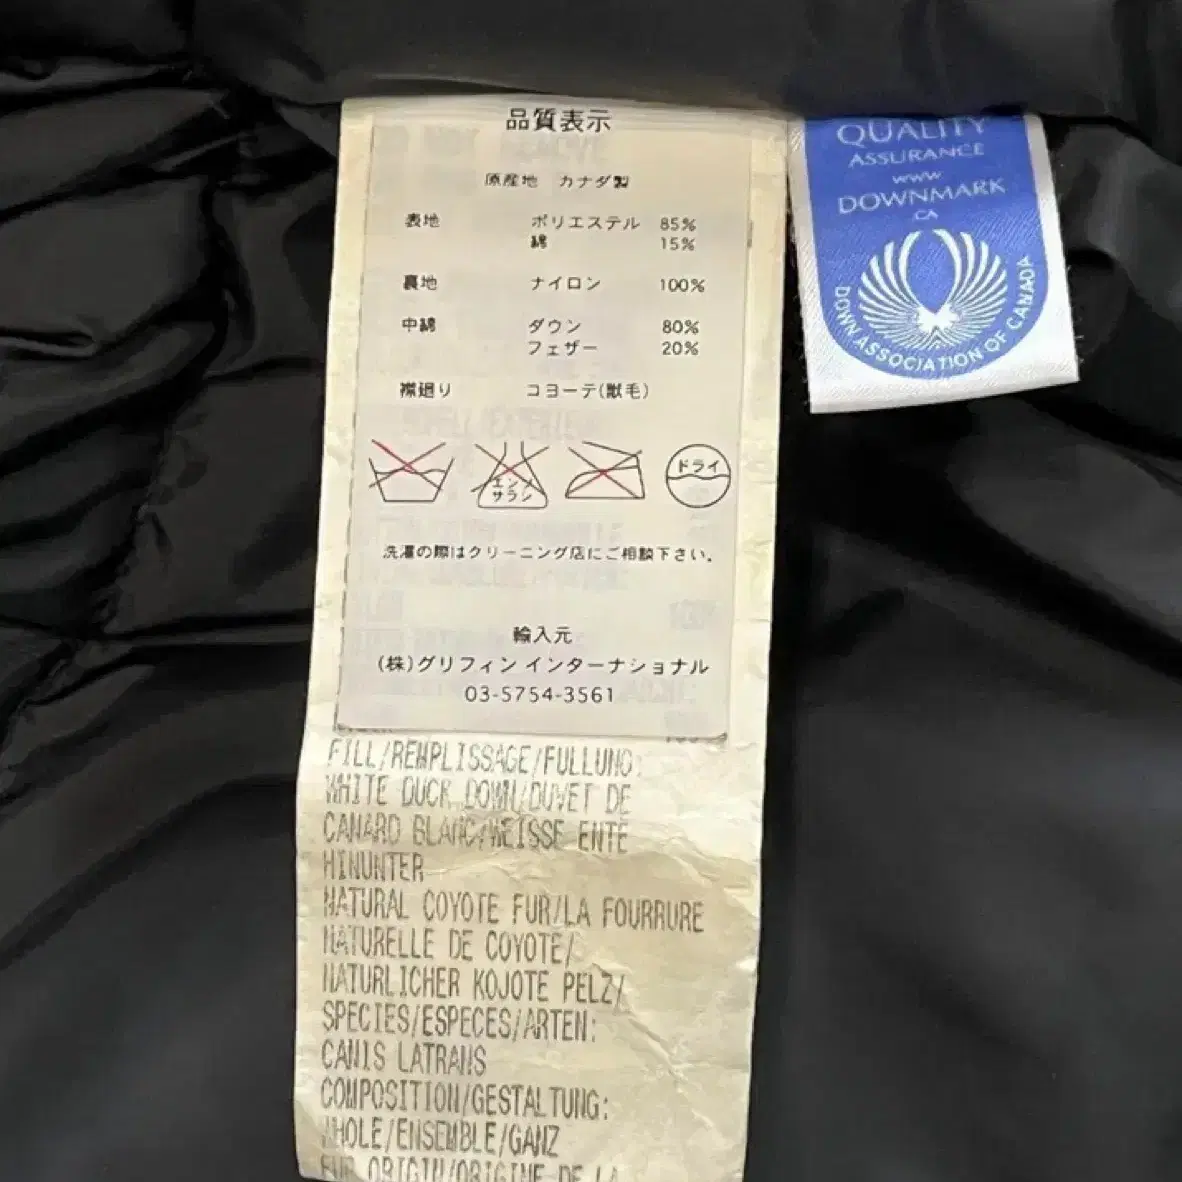 品質表示
原産地 カナダ製
表地 ポリエステル 85%
綿 15%
裏地 ナイロン 100%
中綿 ダウン 80%
フェザー 20%
襟廻り コヨーテ(獣毛)
エンソ
サラシ
ドライ
洗濯の際はクリーニング店にご相談下さい。
輸入元
(株)グリフィン インターナショナル
03-5754-3561
FILL/REMPLISSAGE/FULLUNG:
WHITE DUCK DOWN/DUVET DE
CANARD BLANC/WEISSE ENTE
HINUNTER
NATURAL COYOTE FUR/LA FOURRURE
NATURELLE DE COYOTE/
NATURLICHER KOJOTE PELZ/
SPECIES/ESPECES/ARTEN:
CANIS LATRANS
COMPOSITION/GESTALTUNG:
WHOLE/ENSEMBLE/GANZ
FUR ORIGIN/ORIGINE DE LA
QUALITY
ASSURANCE
www
DOWNMARK
.CA
DOWN ASSOCIATION OF CANADA